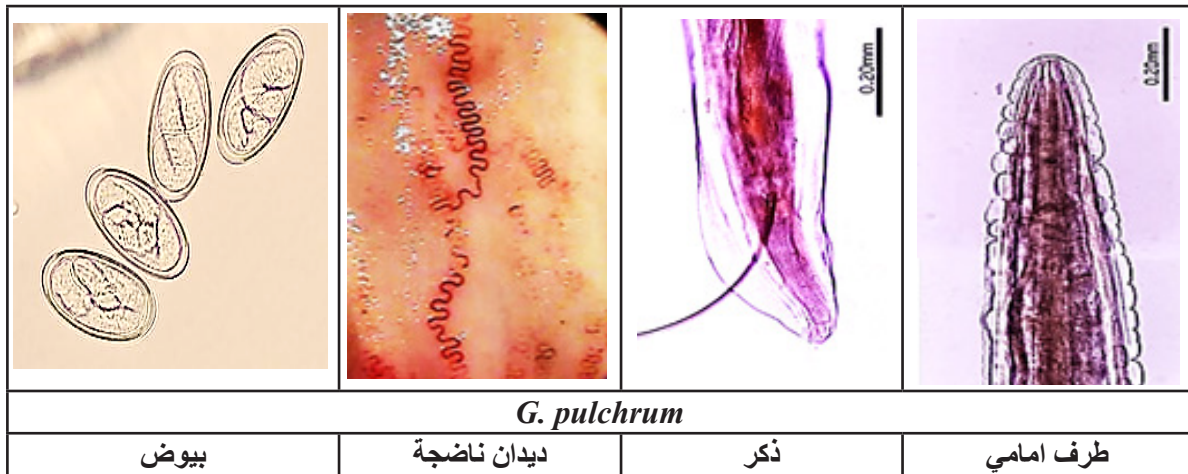 0.20mm
0.20mm
G. pulchrum
طرف امامي
ذكر
ديدان ناضجة
بيوض